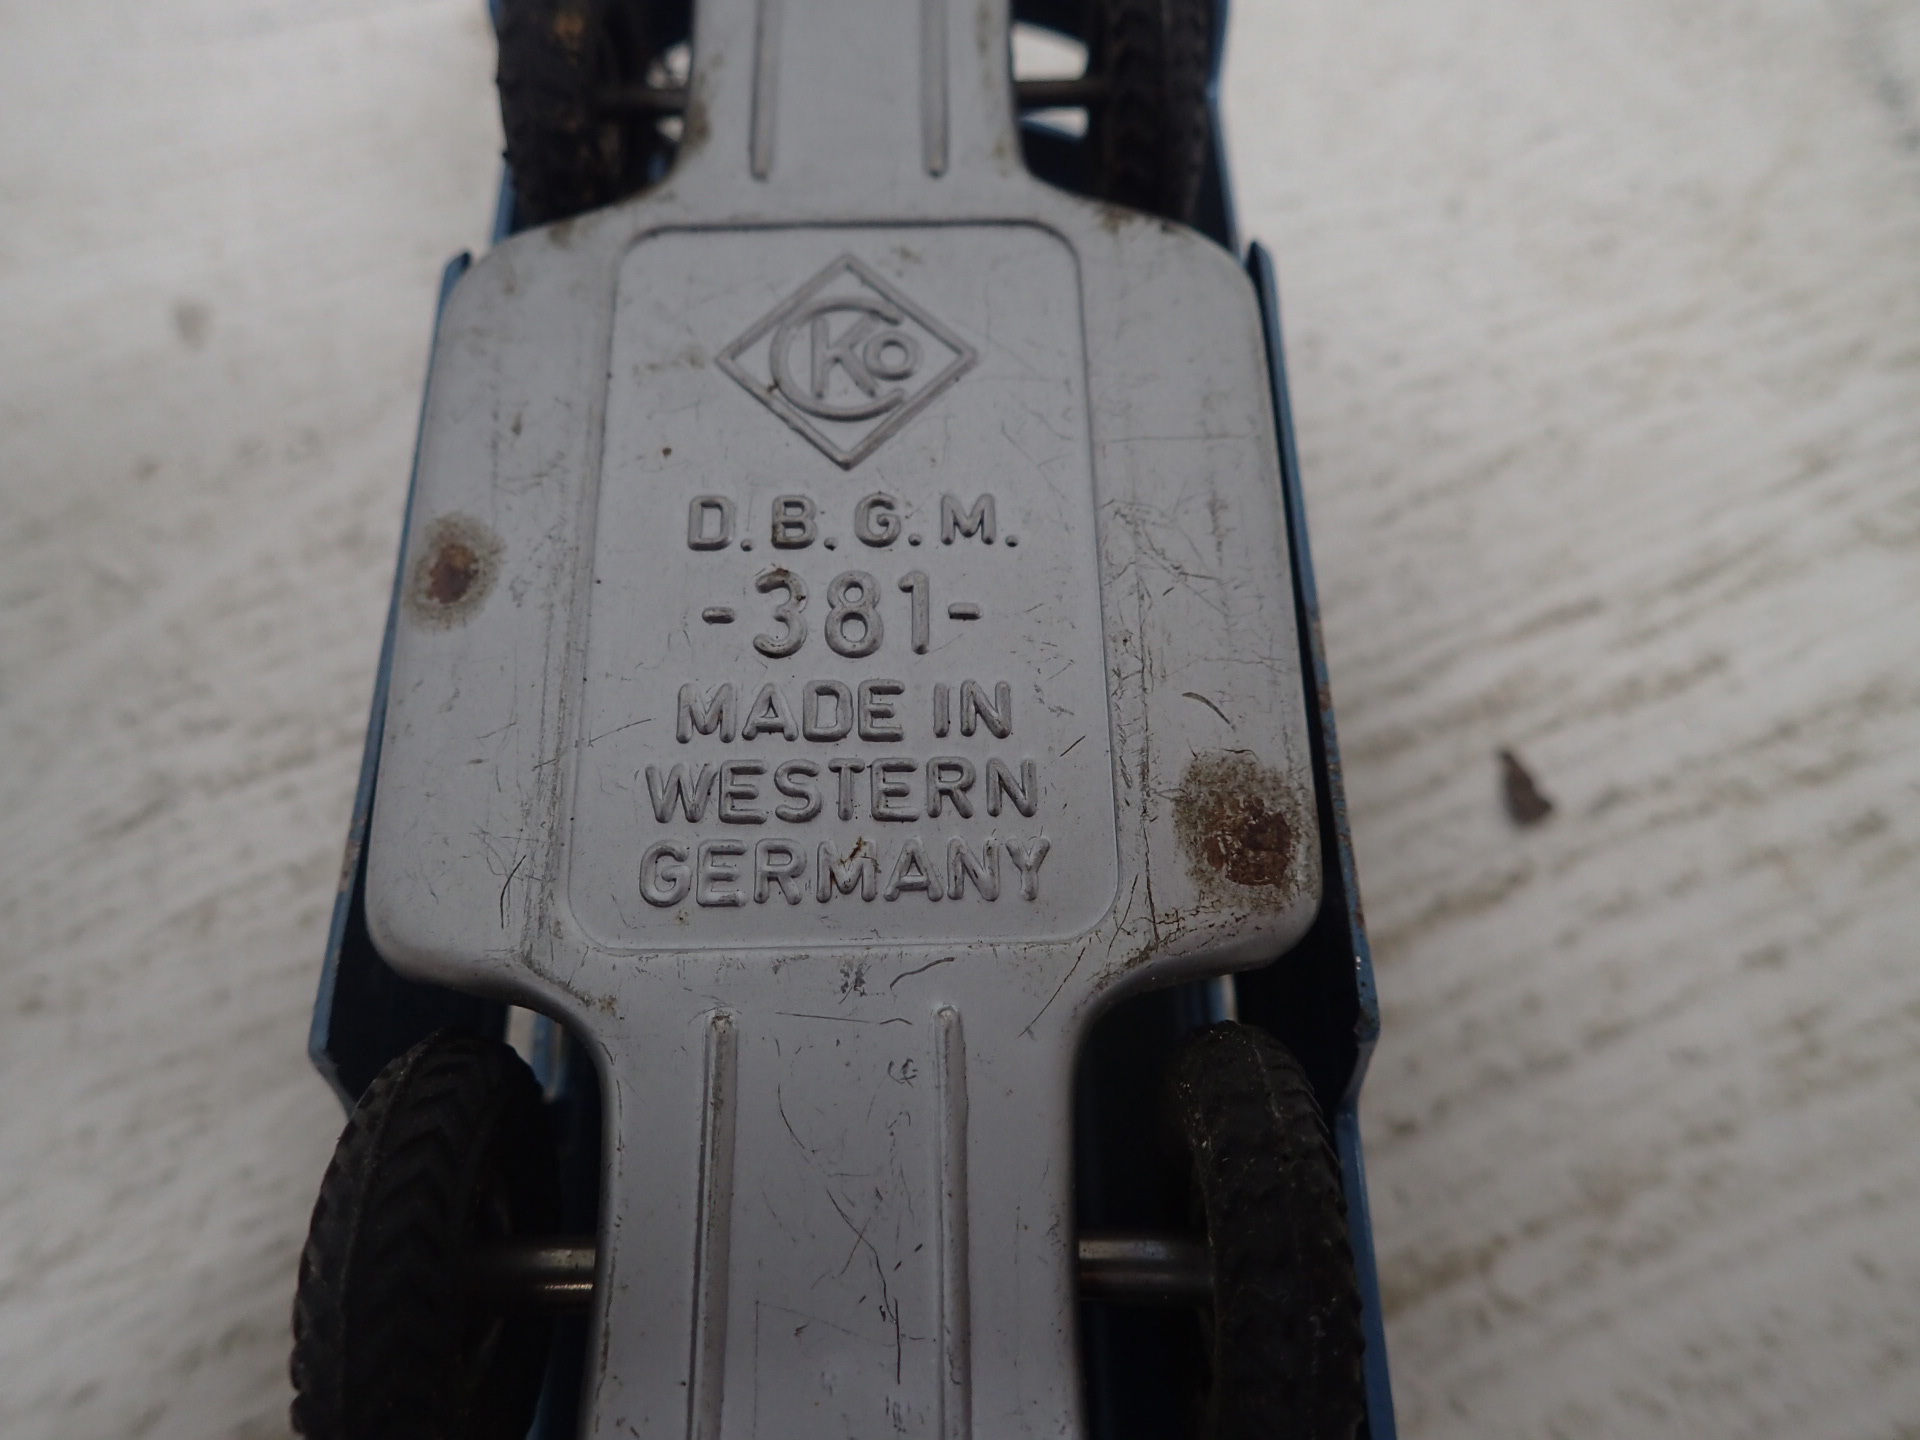 CKO
D.B.G.M.
-381-
MADE IN
WESTERN
GERMANY